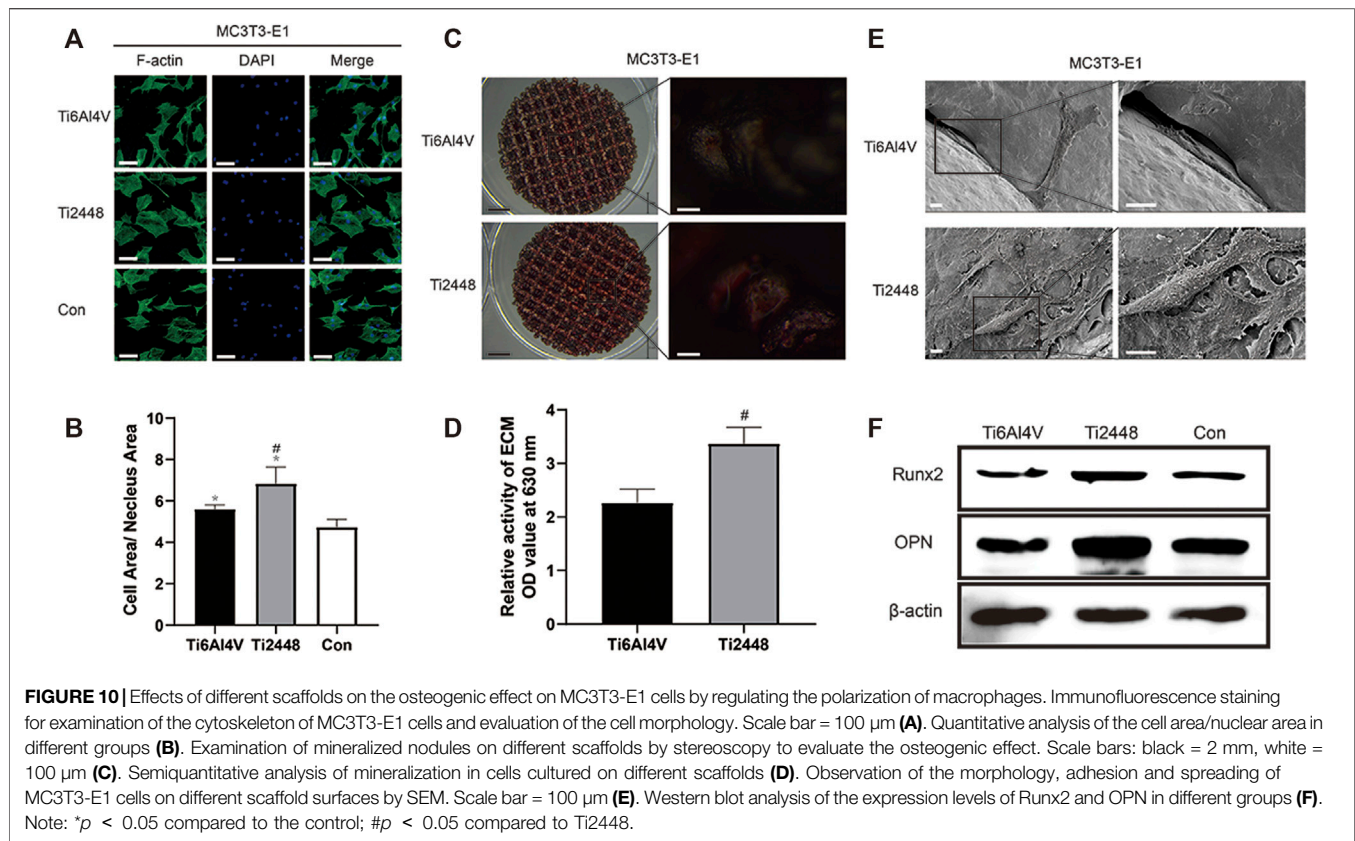 A
MC3T3-E1
F-actin DAPI Merge
Ti6Al4V
Ti2448
Con
B
Cell Area/ Necleus Area
10
8
6
4
2
0
*
#
*
Ti6Al4V Ti2448 Con
C
MC3T3-E1
Ti6Al4V
Ti2448
D
Relative activity of ECM
OD value at 630 nm
4
3
2
1
0
#
Ti6Al4V Ti2448
E
MC3T3-E1
Ti6Al4V
Ti2448
F
Ti6Al4V Ti2448 Con
Runx2
OPN
β-actin
FIGURE 10 | Effects of different scaffolds on the osteogenic effect on MC3T3-E1 cells by regulating the polarization of macrophages. Immunofluorescence staining
for examination of the cytoskeleton of MC3T3-E1 cells and evaluation of the cell morphology. Scale bar = 100 μm (A). Quantitative analysis of the cell area/nuclear area in
different groups (B). Examination of mineralized nodules on different scaffolds by stereoscopy to evaluate the osteogenic effect. Scale bars: black = 2 mm, white =
100 μm (C). Semiquantitative analysis of mineralization in cells cultured on different scaffolds (D). Observation of the morphology, adhesion and spreading of
MC3T3-E1 cells on different scaffold surfaces by SEM. Scale bar = 100 μm (E). Western blot analysis of the expression levels of Runx2 and OPN in different groups (F).
Note: *p < 0.05 compared to the control; #p < 0.05 compared to Ti2448.